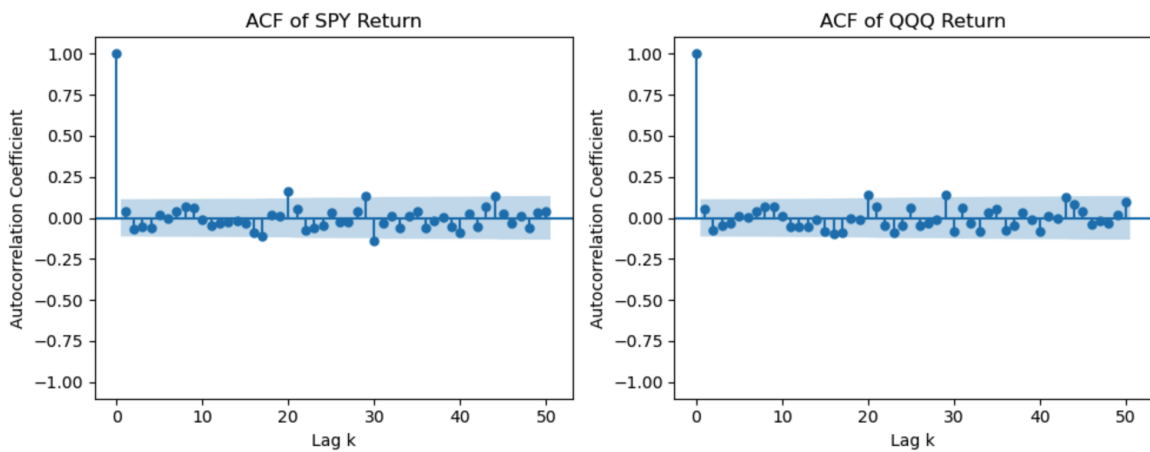 ACF of SPY Return
Autocorrelation Coefficient
1.00
0.75
0.50
0.25
0.00
−0.25
−0.50
−0.75
−1.00
0 10 20 30 40 50
Lag k
ACF of QQQ Return
Autocorrelation Coefficient
1.00
0.75
0.50
0.25
0.00
−0.25
−0.50
−0.75
−1.00
0 10 20 30 40 50
Lag k